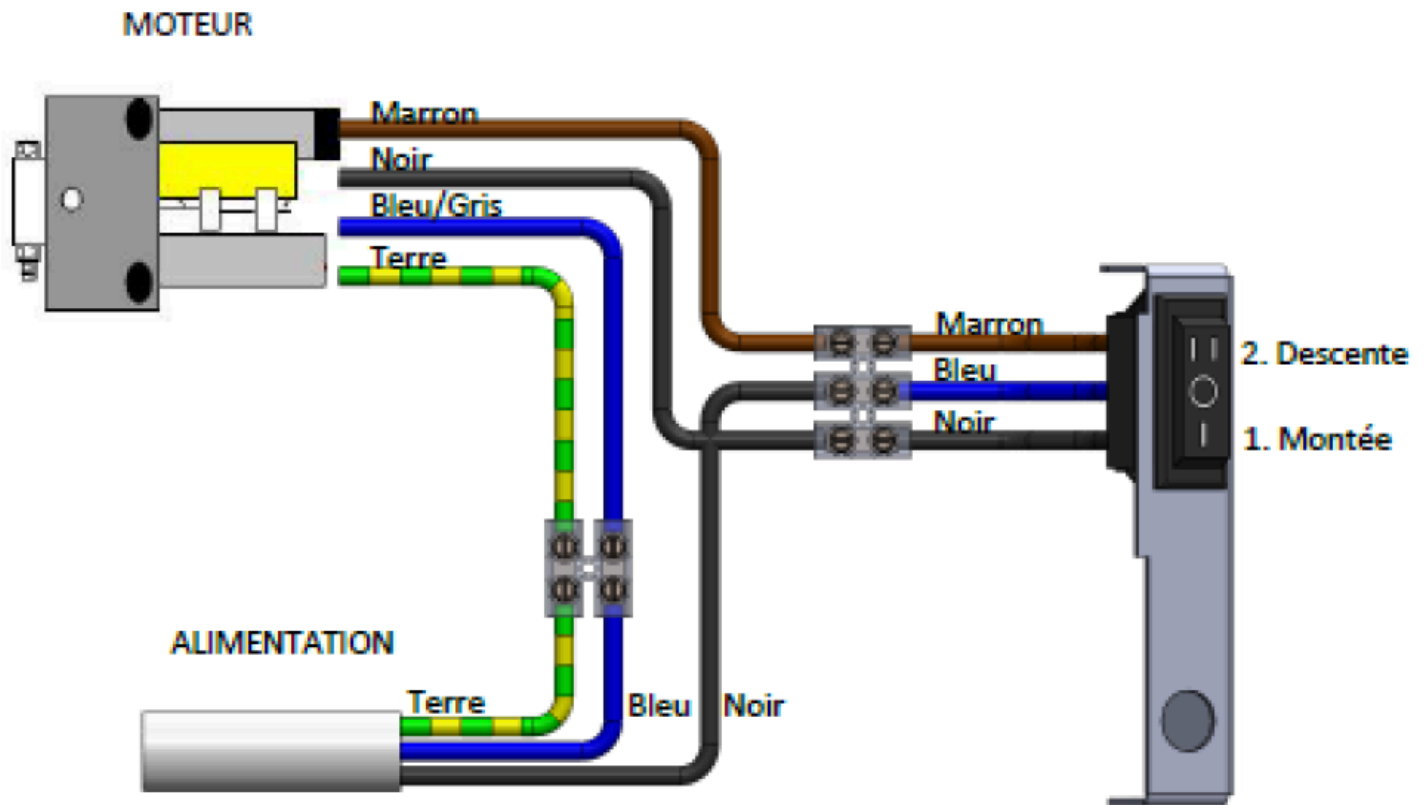 MOTEUR
Marron
Noir
Bleu/Gris
Terre
Marron
Bleu
Noir
2. Descente
1. Montée
ALIMENTATION
Terre
Bleu
Noir